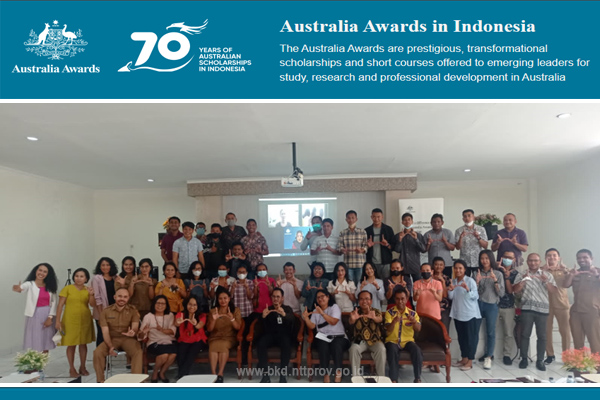 Australia Awards
70
YEARS OF
AUSTRALIAN
SCHOLARSHIPS
IN INDONESIA
Australia Awards in Indonesia
The Australia Awards are prestigious, transformational
scholarships and short courses offered to emerging leaders for
study, research and professional development in Australia
www.bkd.nttprov.go.id